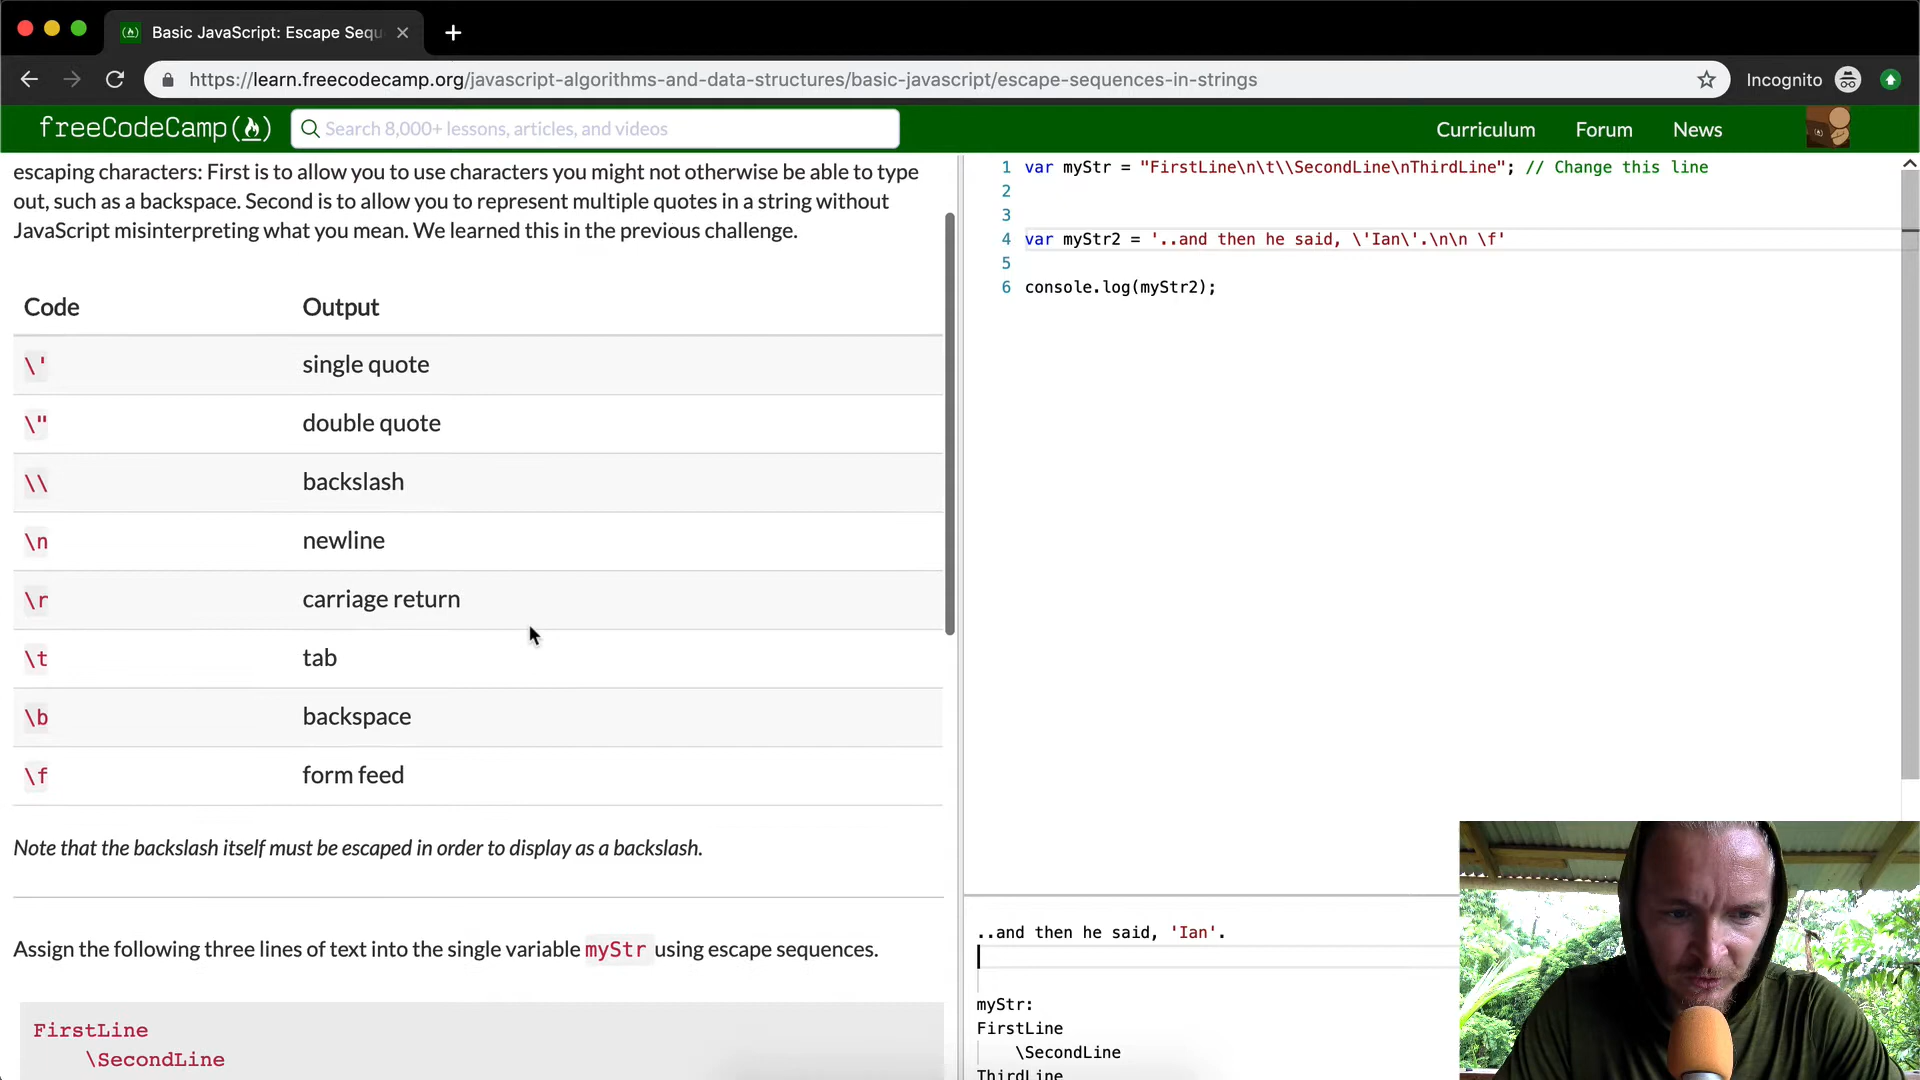 Basic JavaScript: Escape Sequ
https://learn.freecodecamp.org/javascript-algorithms-and-data-structures/basic-javascript/escape-sequences-in-strings
Incognito
freeCodeCamp
Search 8,000+ lessons, articles, and videos
Curriculum
Forum
News
escaping characters: First is to allow you to use characters you might not otherwise be able to type
out, such as a backspace. Second is to allow you to represent multiple quotes in a string without
JavaScript misinterpreting what you mean. We learned this in the previous challenge.
Code Output
\' single quote
\" double quote
\\ backslash
\n newline
\r carriage return
\t tab
\b backspace
\f form feed
Note that the backslash itself must be escaped in order to display as a backslash.
Assign the following three lines of text into the single variable myStr using escape sequences.
FirstLine
\SecondLine
1 var myStr = "FirstLine\n\t\\SecondLine\nThirdLine"; // Change this line
2
3
4 var myStr2 = '..and then he said, \'Ian\'.\n\n \f'
5
6 console.log(myStr2);
..and then he said, 'Ian'.
myStr:
FirstLine
\SecondLine
ThirdLine